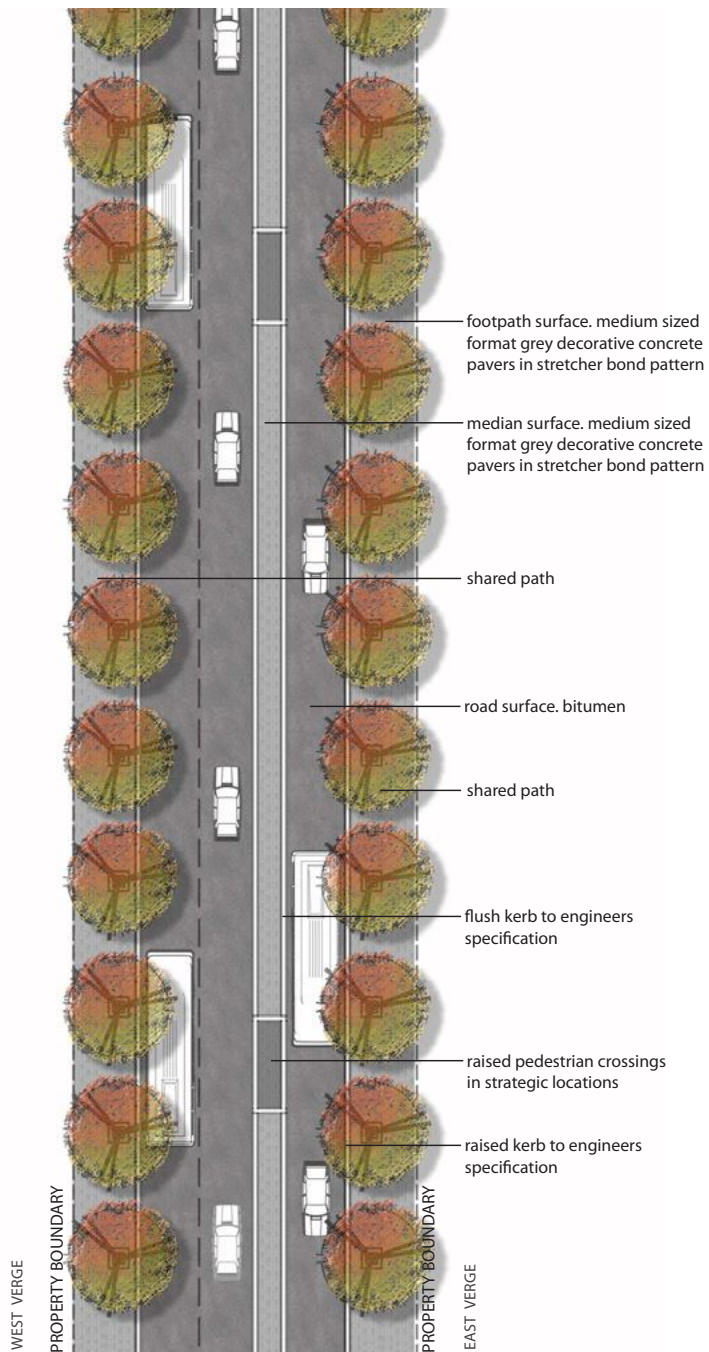 footpath surface. medium sized
format grey decorative concrete
pavers in stretcher bond pattern
median surface. medium sized
format grey decorative concrete
pavers in stretcher bond pattern
shared path
road surface. bitumen
shared path
flush kerb to engineers
specification
raised pedestrian crossings
in strategic locations
raised kerb to engineers
specification
WEST VERGE
PROPERTY BOUNDARY
PROPERTY BOUNDARY
EAST VERGE